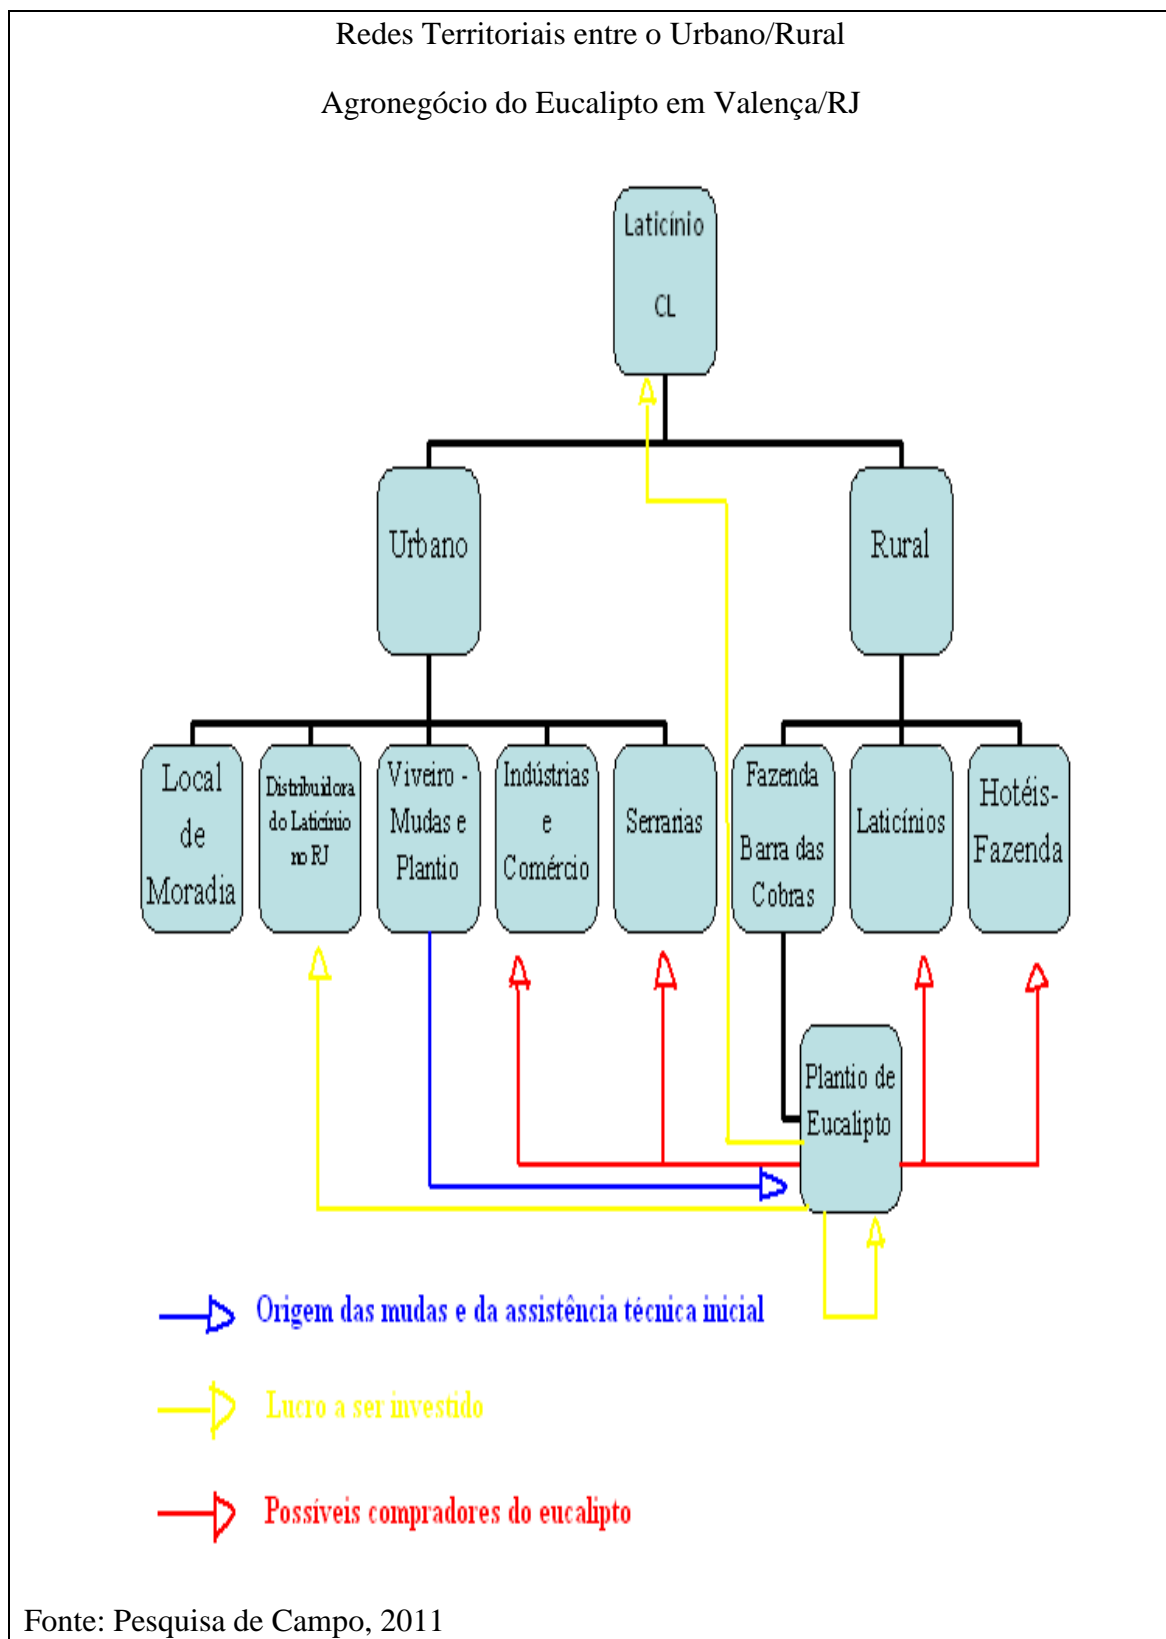 Redes Territoriais entre o Urbano/Rural
Agronegócio do Eucalipto em Valença/RJ
Laticínio
CL
Urbano
Rural
Local
de
Moradia
Distribuidora
do Laticínio
no RJ
Viveiro -
Mudas e
Plantio
Indústrias
e
Comércio
Serrarias
Fazenda
Barra das
Cobras
Laticínios
Hotéis-
Fazenda
Plantio de
Eucalipto
Origem das mudas e da assistência técnica inicial
Lucro a ser investido
Possíveis compradores do eucalipto
Fonte: Pesquisa de Campo, 2011